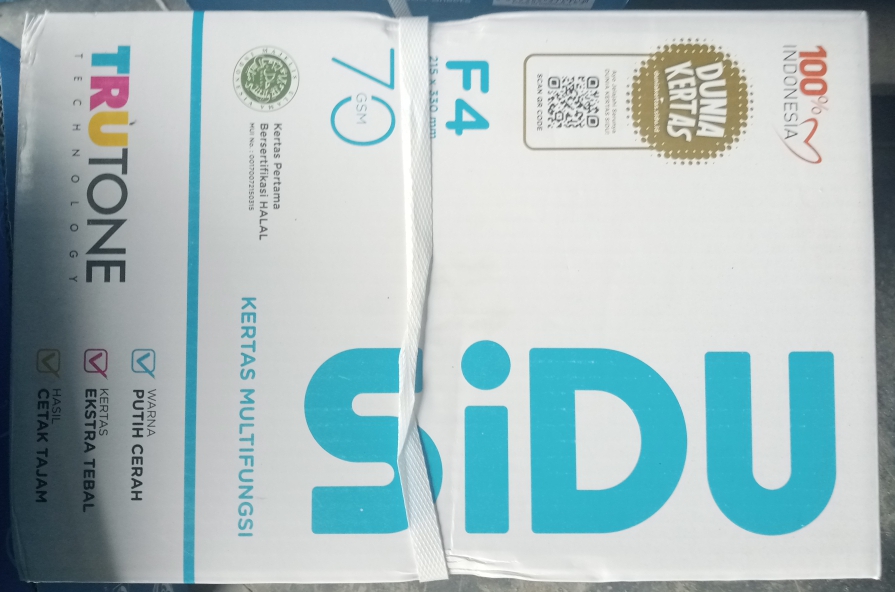 100%
INDONESIA
DUNIA
KERTAS
SCAN QR CODE
F4
215 x 330 mm
70
GSM
SiDU
KERTAS MULTIFUNGSI
Kertas Pertama
Bersertifikasi HALAL
TRUTONE
TECHNOLOGY
WARNA
PUTIH CERAH
KERTAS
EKSTRA TEBAL
HASIL
CETAK TAJAM